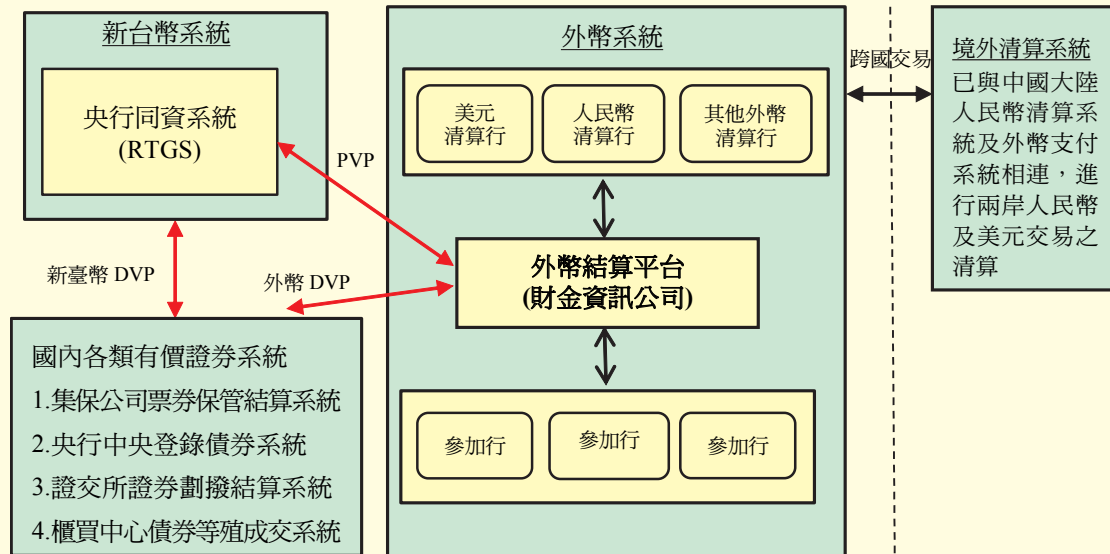 新台幣系統
央行同資系統
(RTGS)
PVP
新臺幣 DVP
外幣 DVP
國內各類有價證券系統
1.集保公司票券保管結算系統
2.央行中央登錄債券系統
3.證交所證券劃撥結算系統
4.櫃買中心債券等殖成交系統
外幣系統
美元
清算行
人民幣
清算行
其他外幣
清算行
外幣結算平台
(財金資訊公司)
參加行
參加行
參加行
跨國交易
境外清算系統
已與中國大陸
人民幣清算系
統及外幣支付
系統相連，進
行兩岸人民幣
及美元交易之
清算